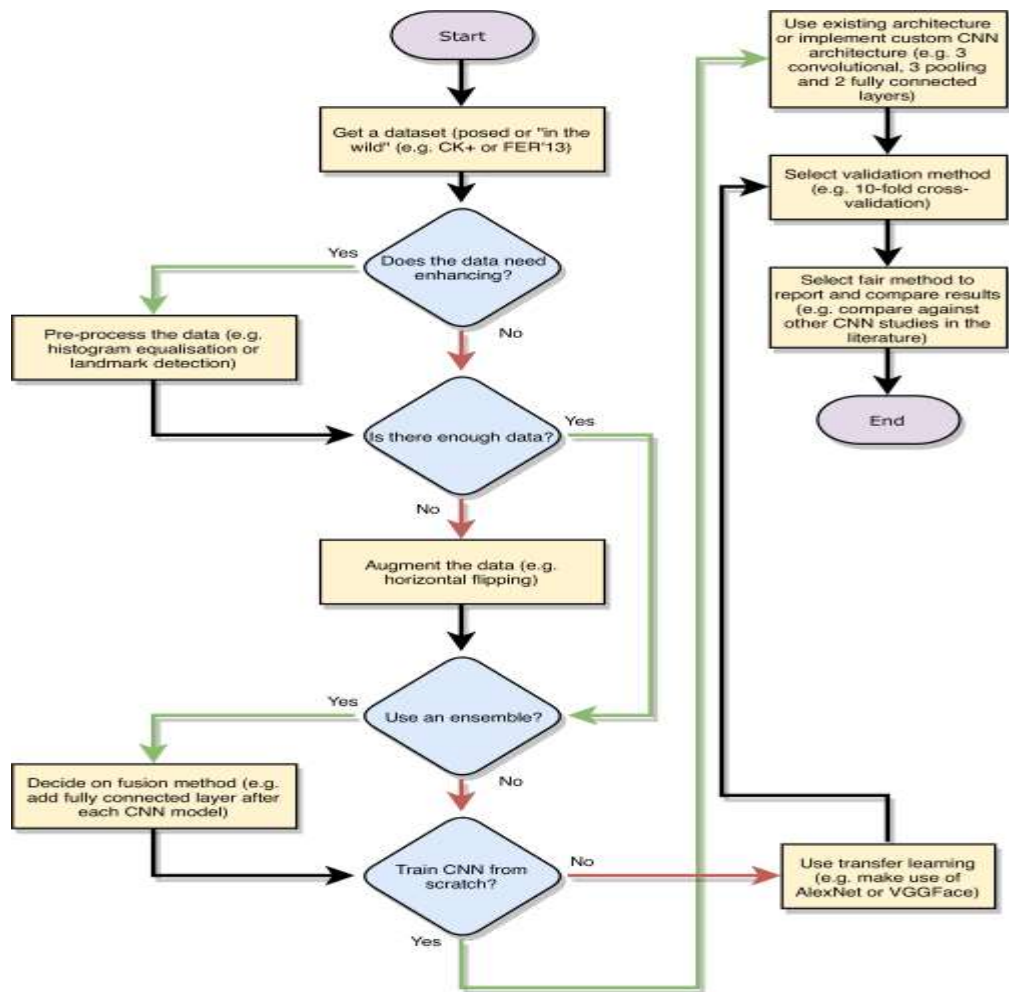 Start
Get a dataset (posed or "in the
wild" (e.g. CK+ or FER'13)
Does the data need
enhancing?
Yes
No
Pre-process the data (e.g.
histogram equalisation or
landmark detection)
Is there enough data?
Yes
No
Augment the data (e.g.
horizontal flipping)
Use an ensemble?
Yes
No
Decide on fusion method (e.g.
add fully connected layer after
each CNN model)
Train CNN from
scratch?
No
Yes
Use transfer learning
(e.g. make use of
AlexNet or VGGFace)
Use existing architecture
or implement custom CNN
architecture (e.g. 3
convolutional, 3 pooling
and 2 fully connected
layers)
Select validation method
(e.g. 10-fold cross-
validation)
Select fair method to
report and compare results
(e.g. compare against
other CNN studies in the
literature)
End